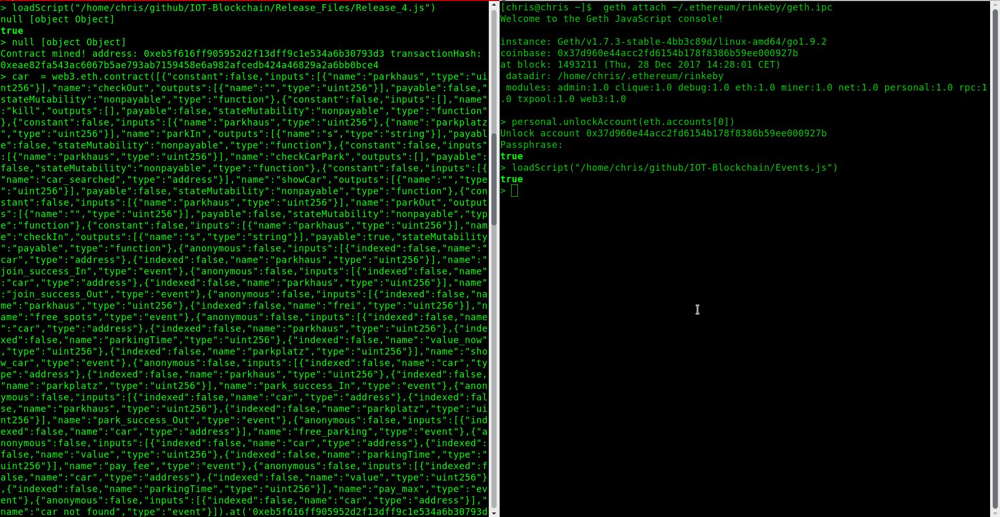 > loadScript("/home/chris/github/IOT-Blockchain/Release_Files/Release_4.js")
null [object Object]
true
> null [object Object]
Contract mined! address: 0xeb5f616ff905952d2f13dff9c1e534a6b30793d3 transactionHash:
0xeae82fa543ac6067b5ae793ab7159458e6a982afcedb424a46829a2a6bb0bce4
> car  = web3.eth.contract([{"constant":false,"inputs":[{"name":"parkhaus","type":"ui
nt256"}],"name":"checkOut","outputs":[{"name":"","type":"uint256"}],"payable":false,"
stateMutability":"nonpayable","type":"function"},{"constant":false,"inputs":[],"name"
:"kill","outputs":[],"payable":false,"stateMutability":"nonpayable","type":"function"
},{"constant":false,"inputs":[{"name":"parkhaus","type":"uint256"},{"name":"parkplatz
","type":"uint256"}],"name":"parkIn","outputs":[{"name":"s","type":"string"}],"payabl
e":false,"stateMutability":"nonpayable","type":"function"},{"constant":false,"inputs"
:[{"name":"parkhaus","type":"uint256"}],"name":"checkCarPark","outputs":[],"payable":
false,"stateMutability":"nonpayable","type":"function"},{"constant":false,"inputs":[{
"name":"car_searched","type":"address"}],"name":"showCar","outputs":[{"name":"","type
":"uint256"}],"payable":false,"stateMutability":"nonpayable","type":"function"},{"con
stant":false,"inputs":[{"name":"parkhaus","type":"uint256"}],"name":"parkOut","output
s":[{"name":"","type":"uint256"}],"payable":false,"stateMutability":"nonpayable","typ
e":"function"},{"constant":false,"inputs":[{"name":"parkhaus","type":"uint256"}],"nam
e":"checkIn","outputs":[{"name":"s","type":"string"}],"payable":true,"stateMutability
":"payable","type":"function"},{"anonymous":false,"inputs":[{"indexed":false,"name":"
car","type":"address"},{"indexed":false,"name":"parkhaus","type":"uint256"}],"name":"
join_success_In","type":"event"},{"anonymous":false,"inputs":[{"indexed":false,"name"
:"car","type":"address"},{"indexed":false,"name":"parkhaus","type":"uint256"}],"name"
:"join_success_Out","type":"event"},{"anonymous":false,"inputs":[{"indexed":false,"na
me":"parkhaus","type":"uint256"},{"indexed":false,"name":"frei","type":"uint256"}],"n
ame":"free_spots","type":"event"},{"anonymous":false,"inputs":[{"indexed":false,"name
":"car","type":"address"},{"indexed":false,"name":"parkhaus","type":"uint256"},{"inde
xed":false,"name":"parkingTime","type":"uint256"},{"indexed":false,"name":"value_now"
,"type":"uint256"},{"indexed":false,"name":"parkplatz","type":"uint256"}],"name":"sho
w_car","type":"event"},{"anonymous":false,"inputs":[{"indexed":false,"name":"car","ty
pe":"address"},{"indexed":false,"name":"parkhaus","type":"uint256"},{"indexed":false,
"name":"parkplatz","type":"uint256"}],"name":"park_success_In","type":"event"},{"anon
ymous":false,"inputs":[{"indexed":false,"name":"car","type":"address"},{"indexed":fal
se,"name":"parkhaus","type":"uint256"},{"indexed":false,"name":"parkplatz","type":"ui
nt256"}],"name":"park_success_Out","type":"event"},{"anonymous":false,"inputs":[{"ind
exed":false,"name":"car","type":"address"}],"name":"free_parking","type":"event"},{"a
nonymous":false,"inputs":[{"indexed":false,"name":"car","type":"address"},{"indexed":
false,"name":"value","type":"uint256"},{"indexed":false,"name":"parkingTime","type":"
uint256"}],"name":"pay_fee","type":"event"},{"anonymous":false,"inputs":[{"indexed":f
alse,"name":"car","type":"address"},{"indexed":false,"name":"value","type":"uint256"}
,{"indexed":false,"name":"parkingTime","type":"uint256"}],"name":"pay_max","type":"ev
ent"},{"anonymous":false,"inputs":[{"indexed":false,"name":"car","type":"address"}],"
name":"car_not_found","type":"event"}]).at('0xeb5f616ff905952d2f13dff9c1e534a6b30793d
[chris@chris ~]$  geth attach ~/.ethereum/rinkeby/geth.ipc
Welcome to the Geth JavaScript console!
instance: Geth/v1.7.3-stable-4bb3c89d/linux-amd64/go1.9.2
coinbase: 0x37d960e44acc2fd6154b178f8386b59ee000927b
at block: 1493211 (Thu, 28 Dec 2017 14:28:01 CET)
 datadir: /home/chris/.ethereum/rinkeby
 modules: admin:1.0 clique:1.0 debug:1.0 eth:1.0 miner:1.0 net:1.0 personal:1.0 rpc:1
.0 txpool:1.0 web3:1.0
> personal.unlockAccount(eth.accounts[0])
Unlock account 0x37d960e44acc2fd6154b178f8386b59ee000927b
Passphrase:
true
> loadScript("/home/chris/github/IOT-Blockchain/Events.js")
true
>